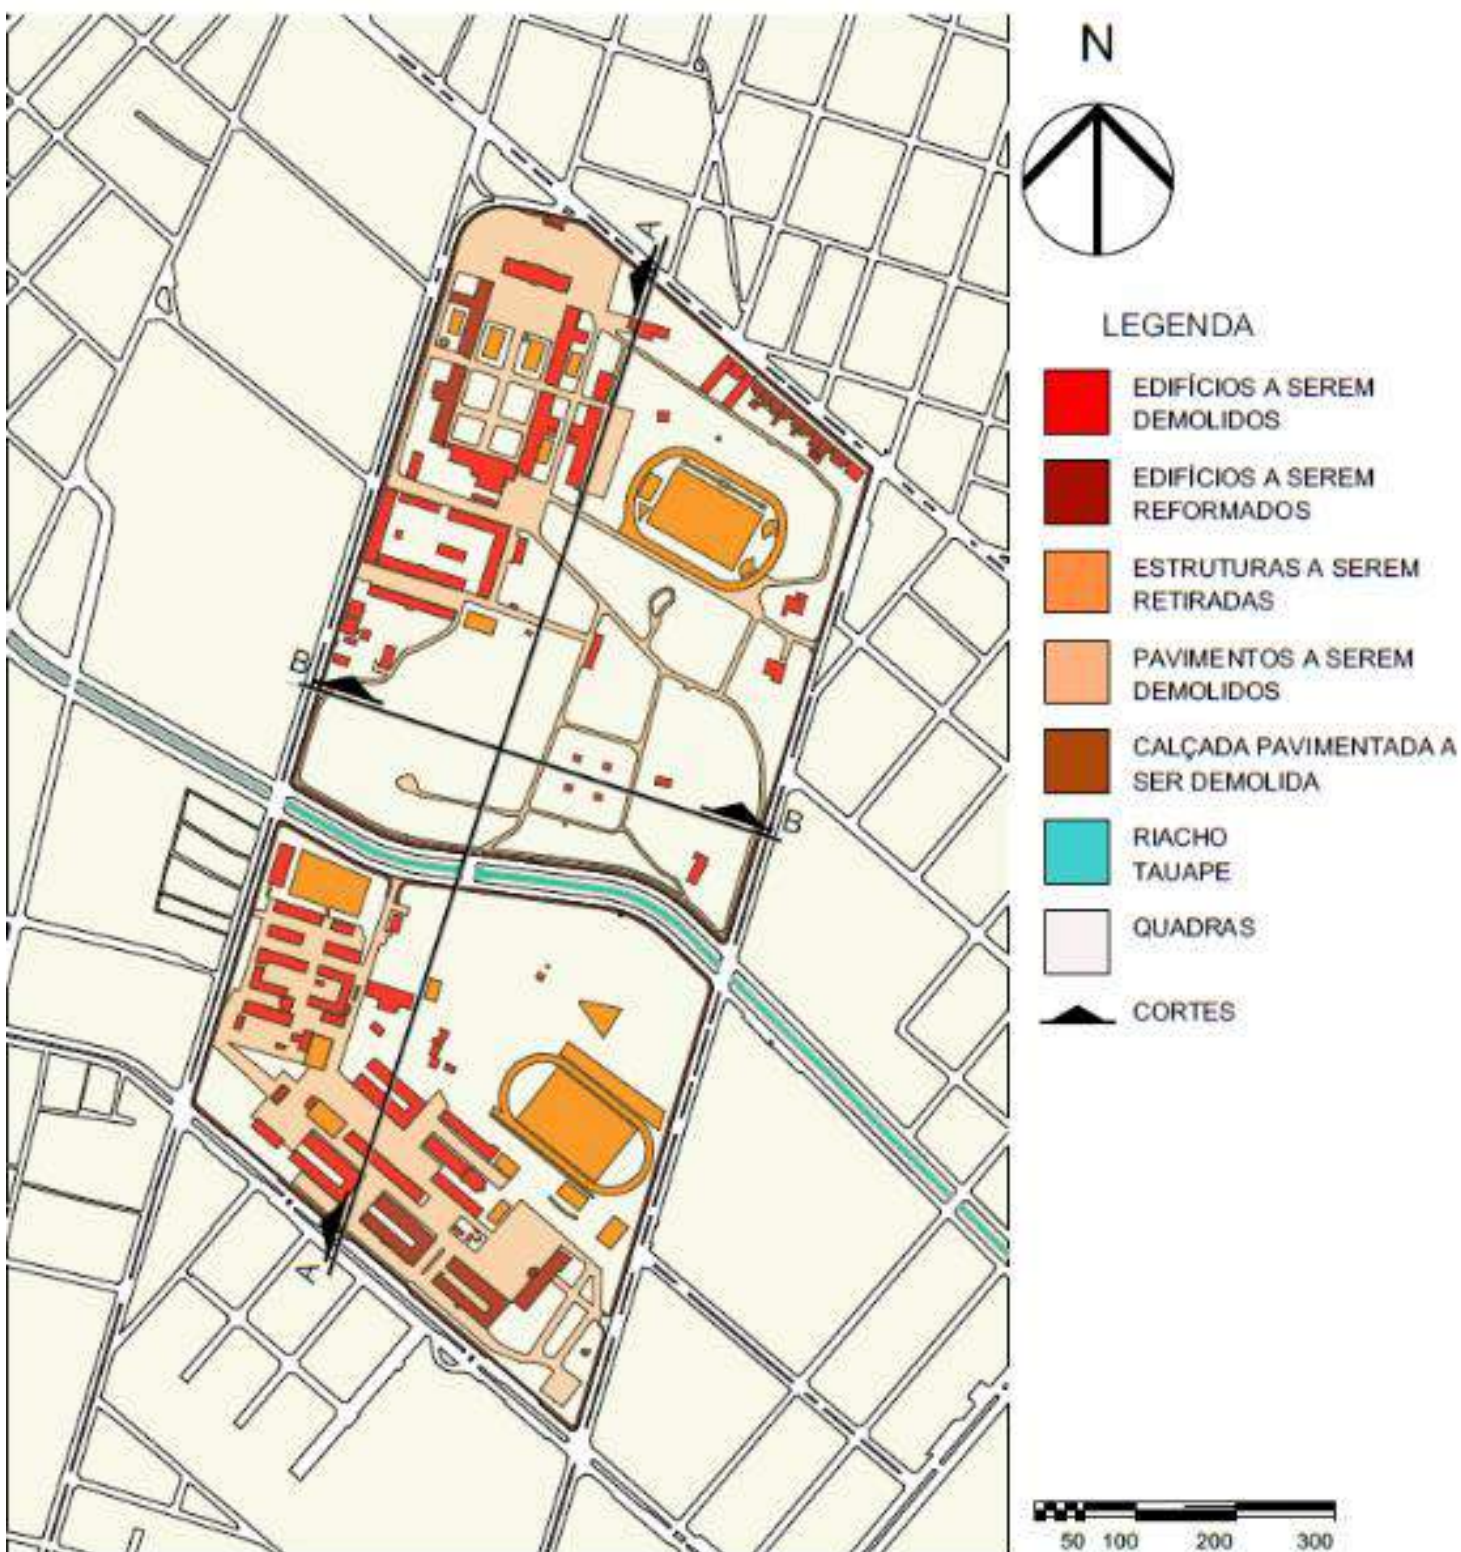 N
LEGENDA
EDIFÍCIOS A SEREM
DEMOLIDOS
EDIFÍCIOS A SEREM
REFORMADOS
ESTRUTURAS A SEREM
RETIRADAS
PAVIMENTOS A SEREM
DEMOLIDOS
CALÇADA PAVIMENTADA A
SER DEMOLIDA
RIACHO
TAUAPE
QUADRAS
CORTES
A
B
B
A
50 100 200 300